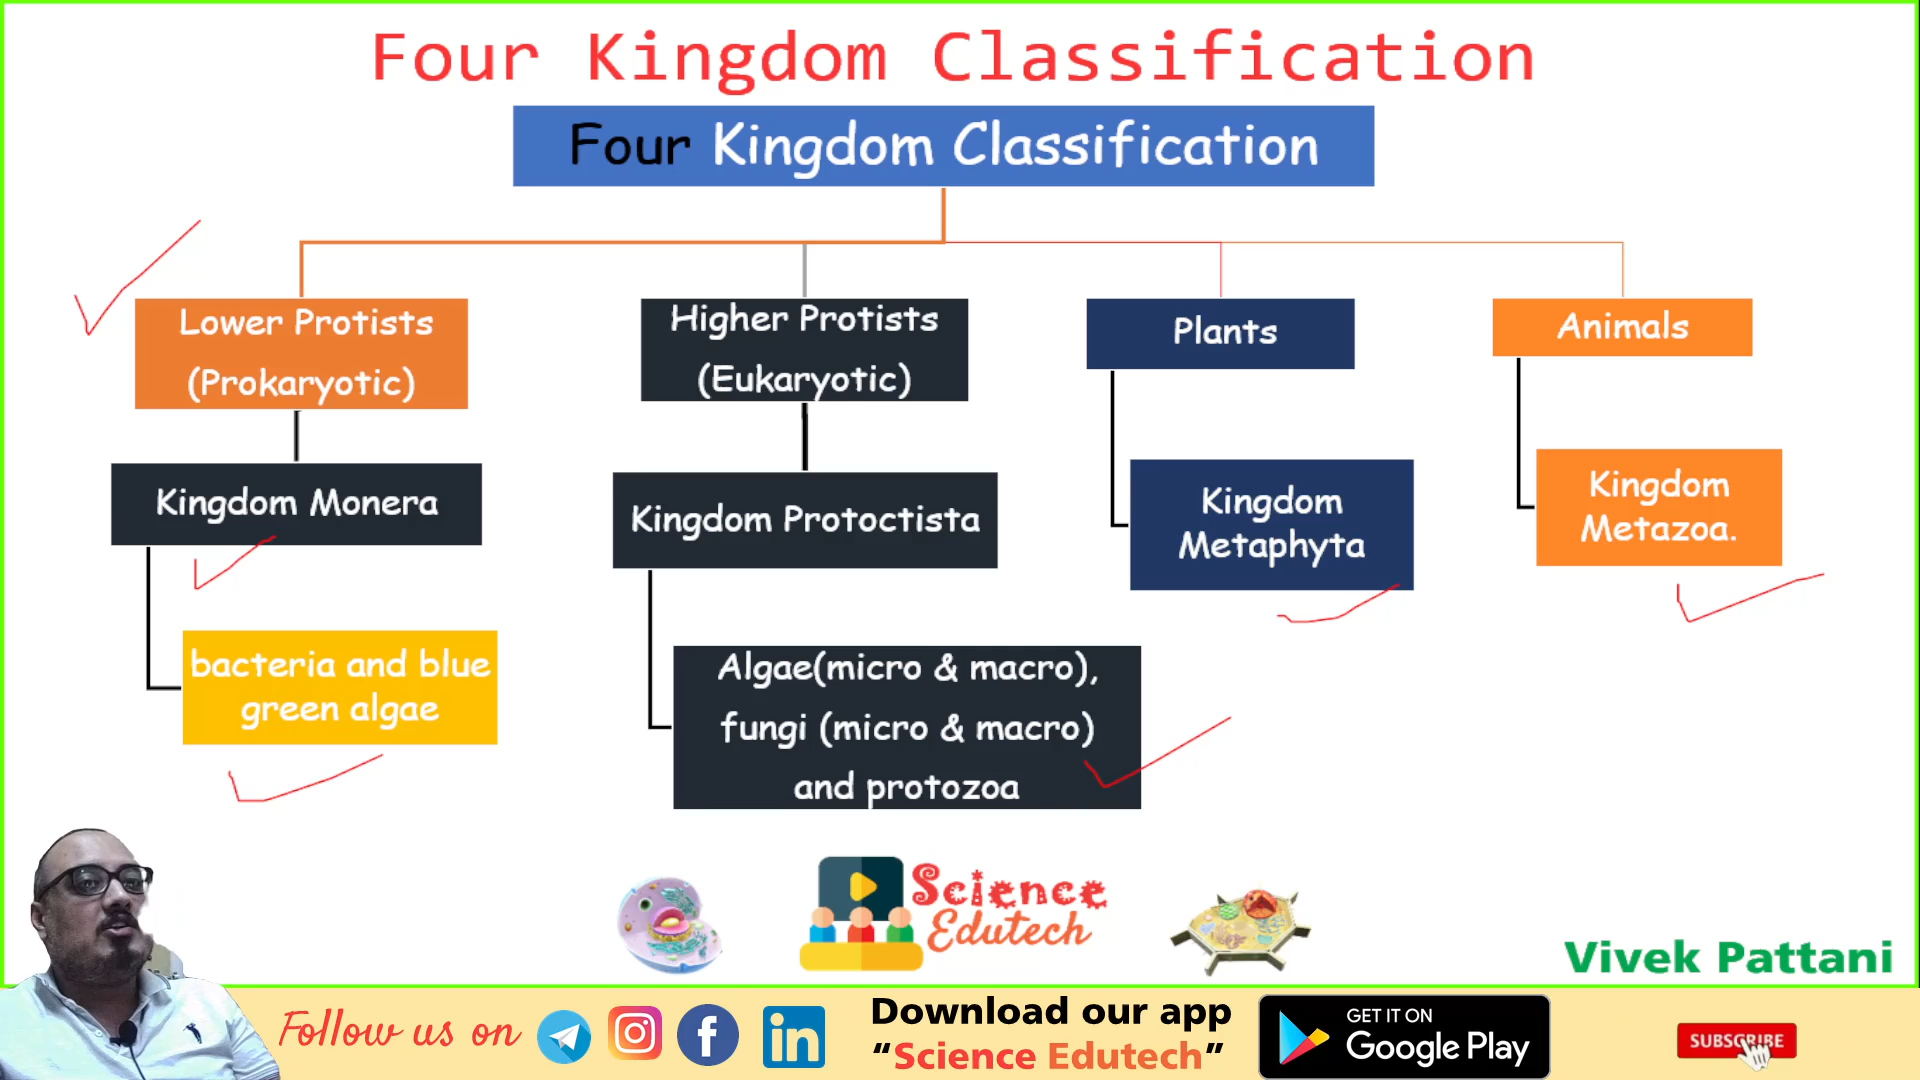 Four Kingdom Classification
Four Kingdom Classification
Lower Protists
(Prokaryotic)
Higher Protists
(Eukaryotic)
Plants
Animals
Kingdom Monera
Kingdom Protoctista
Kingdom
Metaphyta
Kingdom
Metazoa.
bacteria and blue
green algae
Algae(micro & macro),
fungi (micro & macro)
and protozoa
Science
Edutech
Vivek Pattani
Follow us on
Download our app
“Science Edutech”
GET IT ON
Google Play
SUBSCRIBE